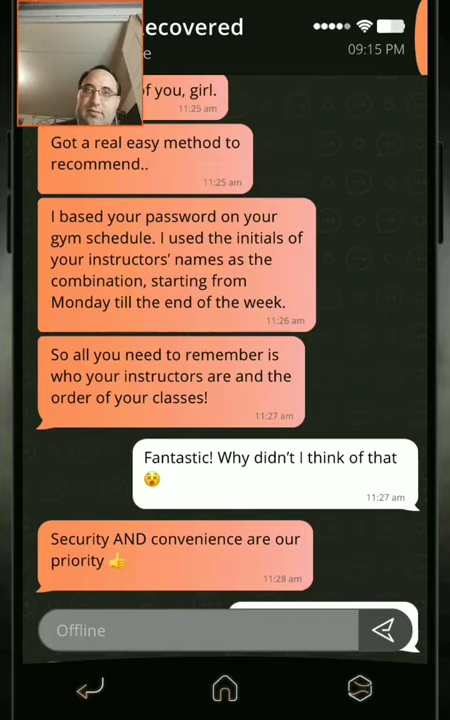 ecovered
e
09:15 PM
f you, girl.
11:25 am
Got a real easy method to
recommend..
11:25 am
I based your password on your
gym schedule. I used the initials of
your instructors' names as the
combination, starting from
Monday till the end of the week.
11:26 am
So all you need to remember is
who your instructors are and the
order of your classes!
11:27 am
Fantastic! Why didn't I think of that
😵
11:27 am
Security AND convenience are our
priority 👍
11:28 am
Offline